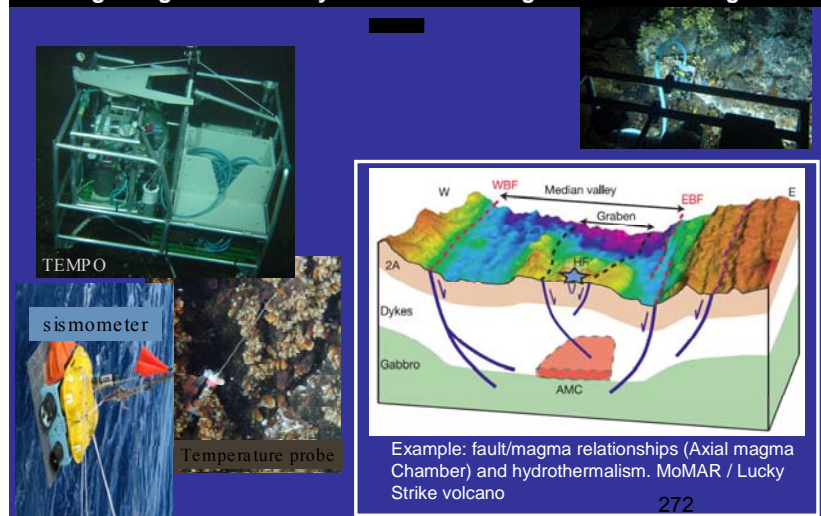 TEMPO
sismometer
Temperature probe
W
WBF
Median valley
EBF
E
Graben
HF
2A
Dykes
Gabbro
AMC
Example: fault/magma relationships (Axial magma
Chamber) and hydrothermalism. MoMAR / Lucky
Strike volcano
272